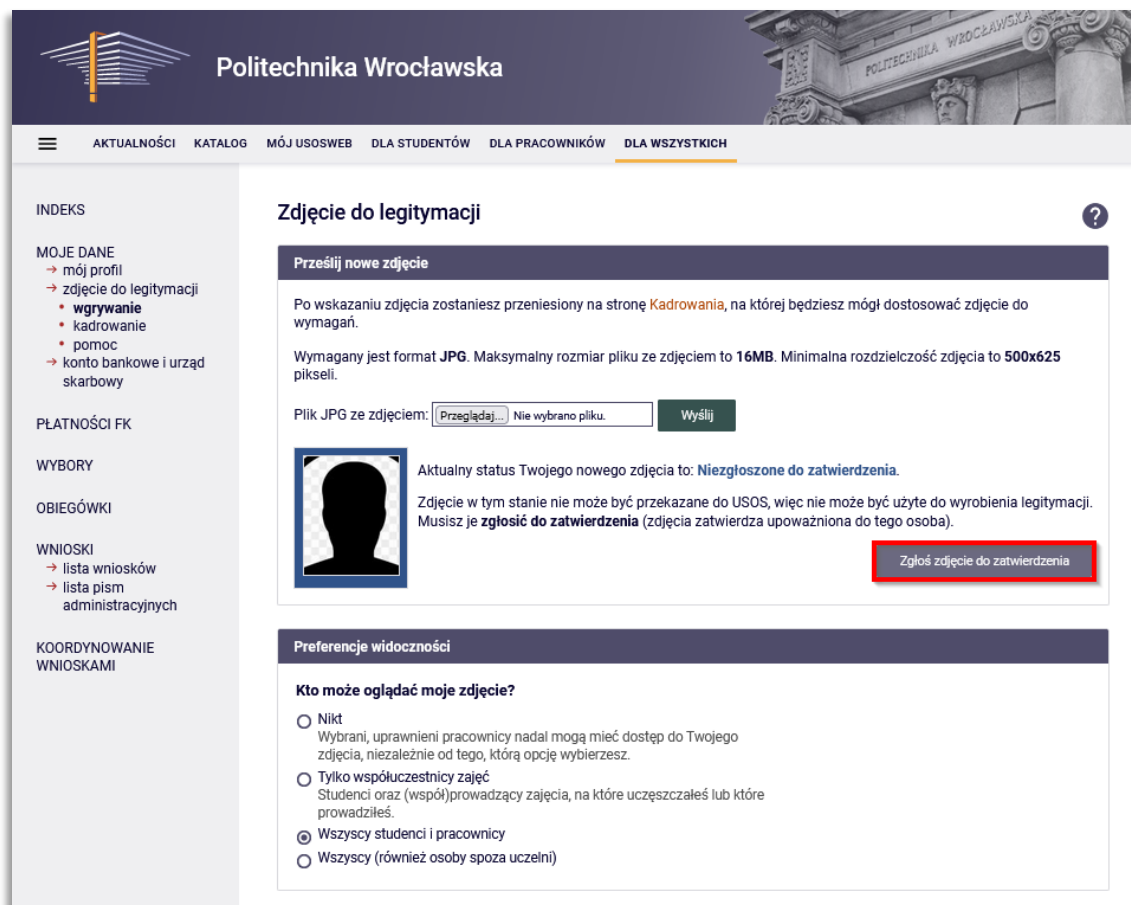 Politechnika Wrocławska
POLITECHNIKA WROCŁAWSKA
AKTUALNOŚCI KATALOG MÓJ USOSWEB DLA STUDENTÓW DLA PRACOWNIKÓW DLA WSZYSTKICH
INDEKS
MOJE DANE
→ mój profil
→ zdjęcie do legitymacji
• wgrywanie
• kadrowanie
• pomoc
→ konto bankowe i urząd
skarbowy
PŁATNOŚCI FK
WYBORY
OBIEGÓWKI
WNIOSKI
→ lista wniosków
→ lista pism
administracyjnych
KOORDYNOWANIE
WNIOSKAMI
Zdjęcie do legitymacji
?
Prześlij nowe zdjęcie
Po wskazaniu zdjęcia zostaniesz przeniesiony na stronę Kadrowania, na której będziesz mógł dostosować zdjęcie do
wymagań.
Wymagany jest format JPG. Maksymalny rozmiar pliku ze zdjęciem to 16MB. Minimalna rozdzielczość zdjęcia to 500x625
pikseli.
Plik JPG ze zdjęciem: Przeglądaj... Nie wybrano pliku. Wyślij
Aktualny status Twojego nowego zdjęcia to: Niezgłoszone do zatwierdzenia.
Zdjęcie w tym stanie nie może być przekazane do USOS, więc nie może być użyte do wyrobienia legitymacji.
Musisz je zgłosić do zatwierdzenia (zdjęcia zatwierdza upoważniona do tego osoba).
Zgłoś zdjęcie do zatwierdzenia
Preferencje widoczności
Kto może oglądać moje zdjęcie?
Nikt
Wybrani, uprawnieni pracownicy nadal mogą mieć dostęp do Twojego
zdjęcia, niezależnie od tego, którą opcję wybierzesz.
Tylko współuczestnicy zajęć
Studenci oraz (współ)prowadzący zajęcia, na które uczęszczałeś lub które
prowadziłeś.
Wszyscy studenci i pracownicy
Wszyscy (również osoby spoza uczelni)